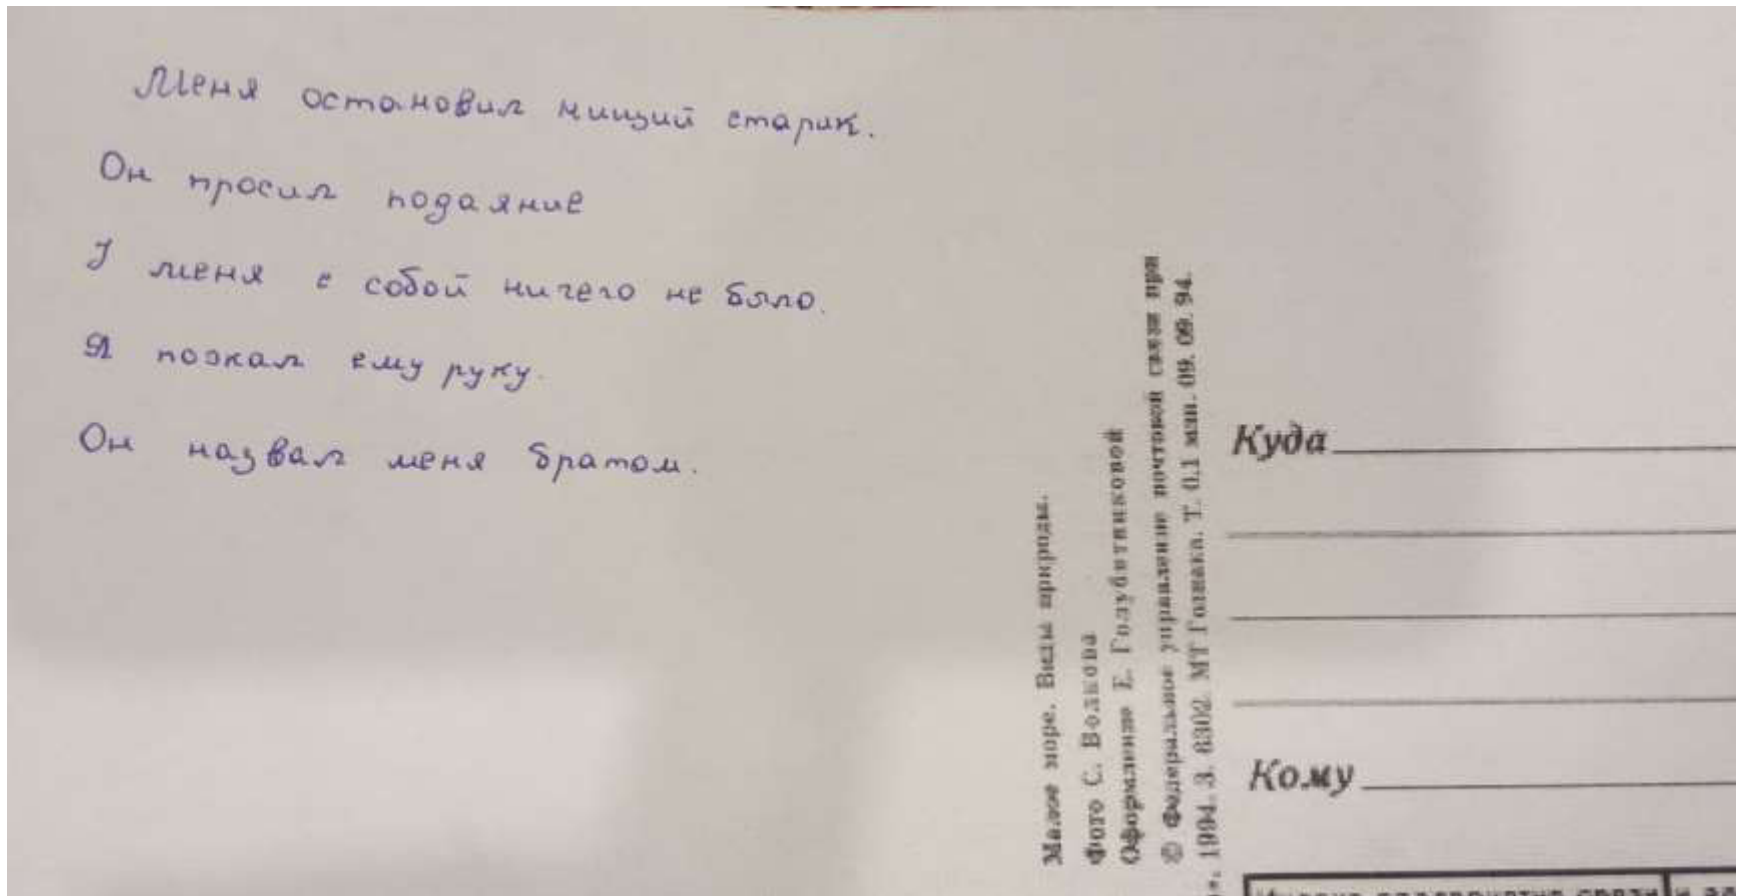 Меня остановил нищий старик.
Он просил подаяние
У меня с собой ничего не было.
Я пожал ему руку.
Он назвал меня братом.
Малое море. Виды природы.
Фото С. Волкова
Оформление Е. Голубятниковой
© Федеральное управление почтовой связи при
1994. З. 6302. МТ Гознака. Т. 0,1 млн. 09. 09. 94.
Куда
Кому
предприятия связи